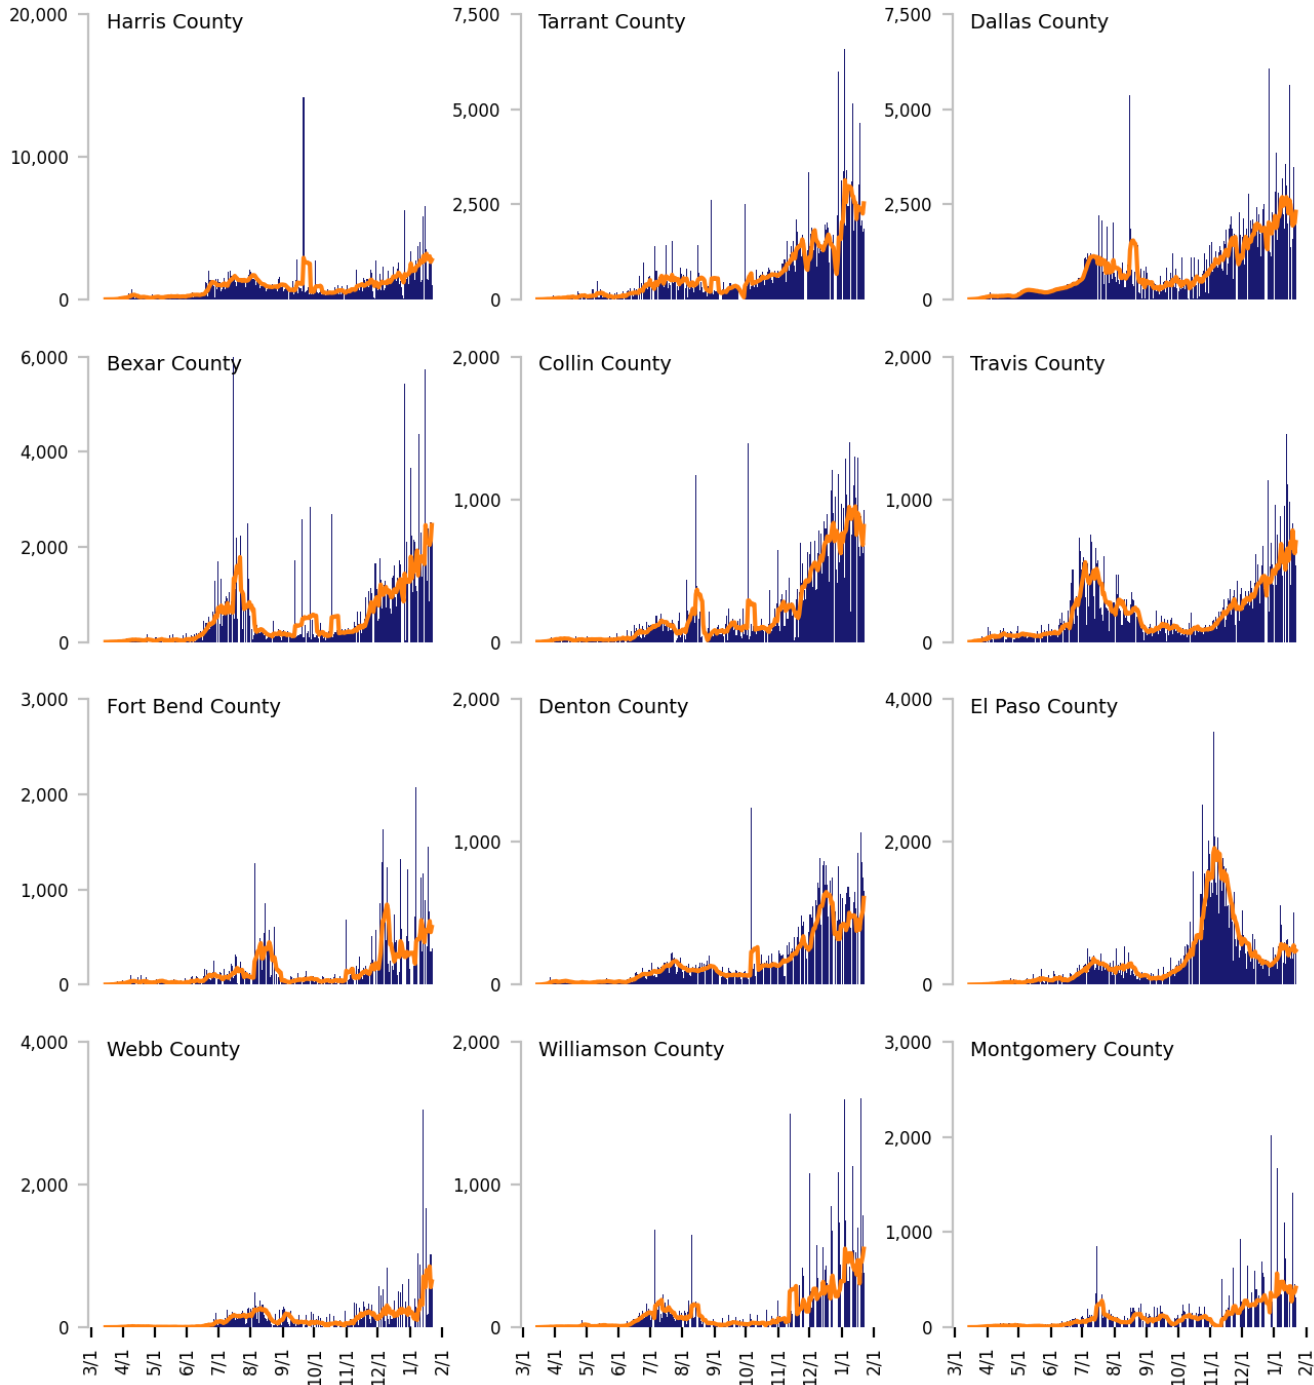 20,000
Harris County
10,000
0
7,500
Tarrant County
5,000
2,500
0
7,500
Dallas County
5,000
2,500
0
6,000
Bexar County
4,000
2,000
0
2,000
Collin County
1,000
0
2,000
Travis County
1,000
0
3,000
Fort Bend County
2,000
1,000
0
2,000
Denton County
1,000
0
4,000
El Paso County
2,000
0
4,000
Webb County
2,000
0
3/1 4/1 5/1 6/1 7/1 8/1 9/1 10/1 11/1 12/1 1/1 2/1
2,000
Williamson County
1,000
0
3/1 4/1 5/1 6/1 7/1 8/1 9/1 10/1 11/1 12/1 1/1 2/1
3,000
Montgomery County
2,000
1,000
0
3/1 4/1 5/1 6/1 7/1 8/1 9/1 10/1 11/1 12/1 1/1 2/1